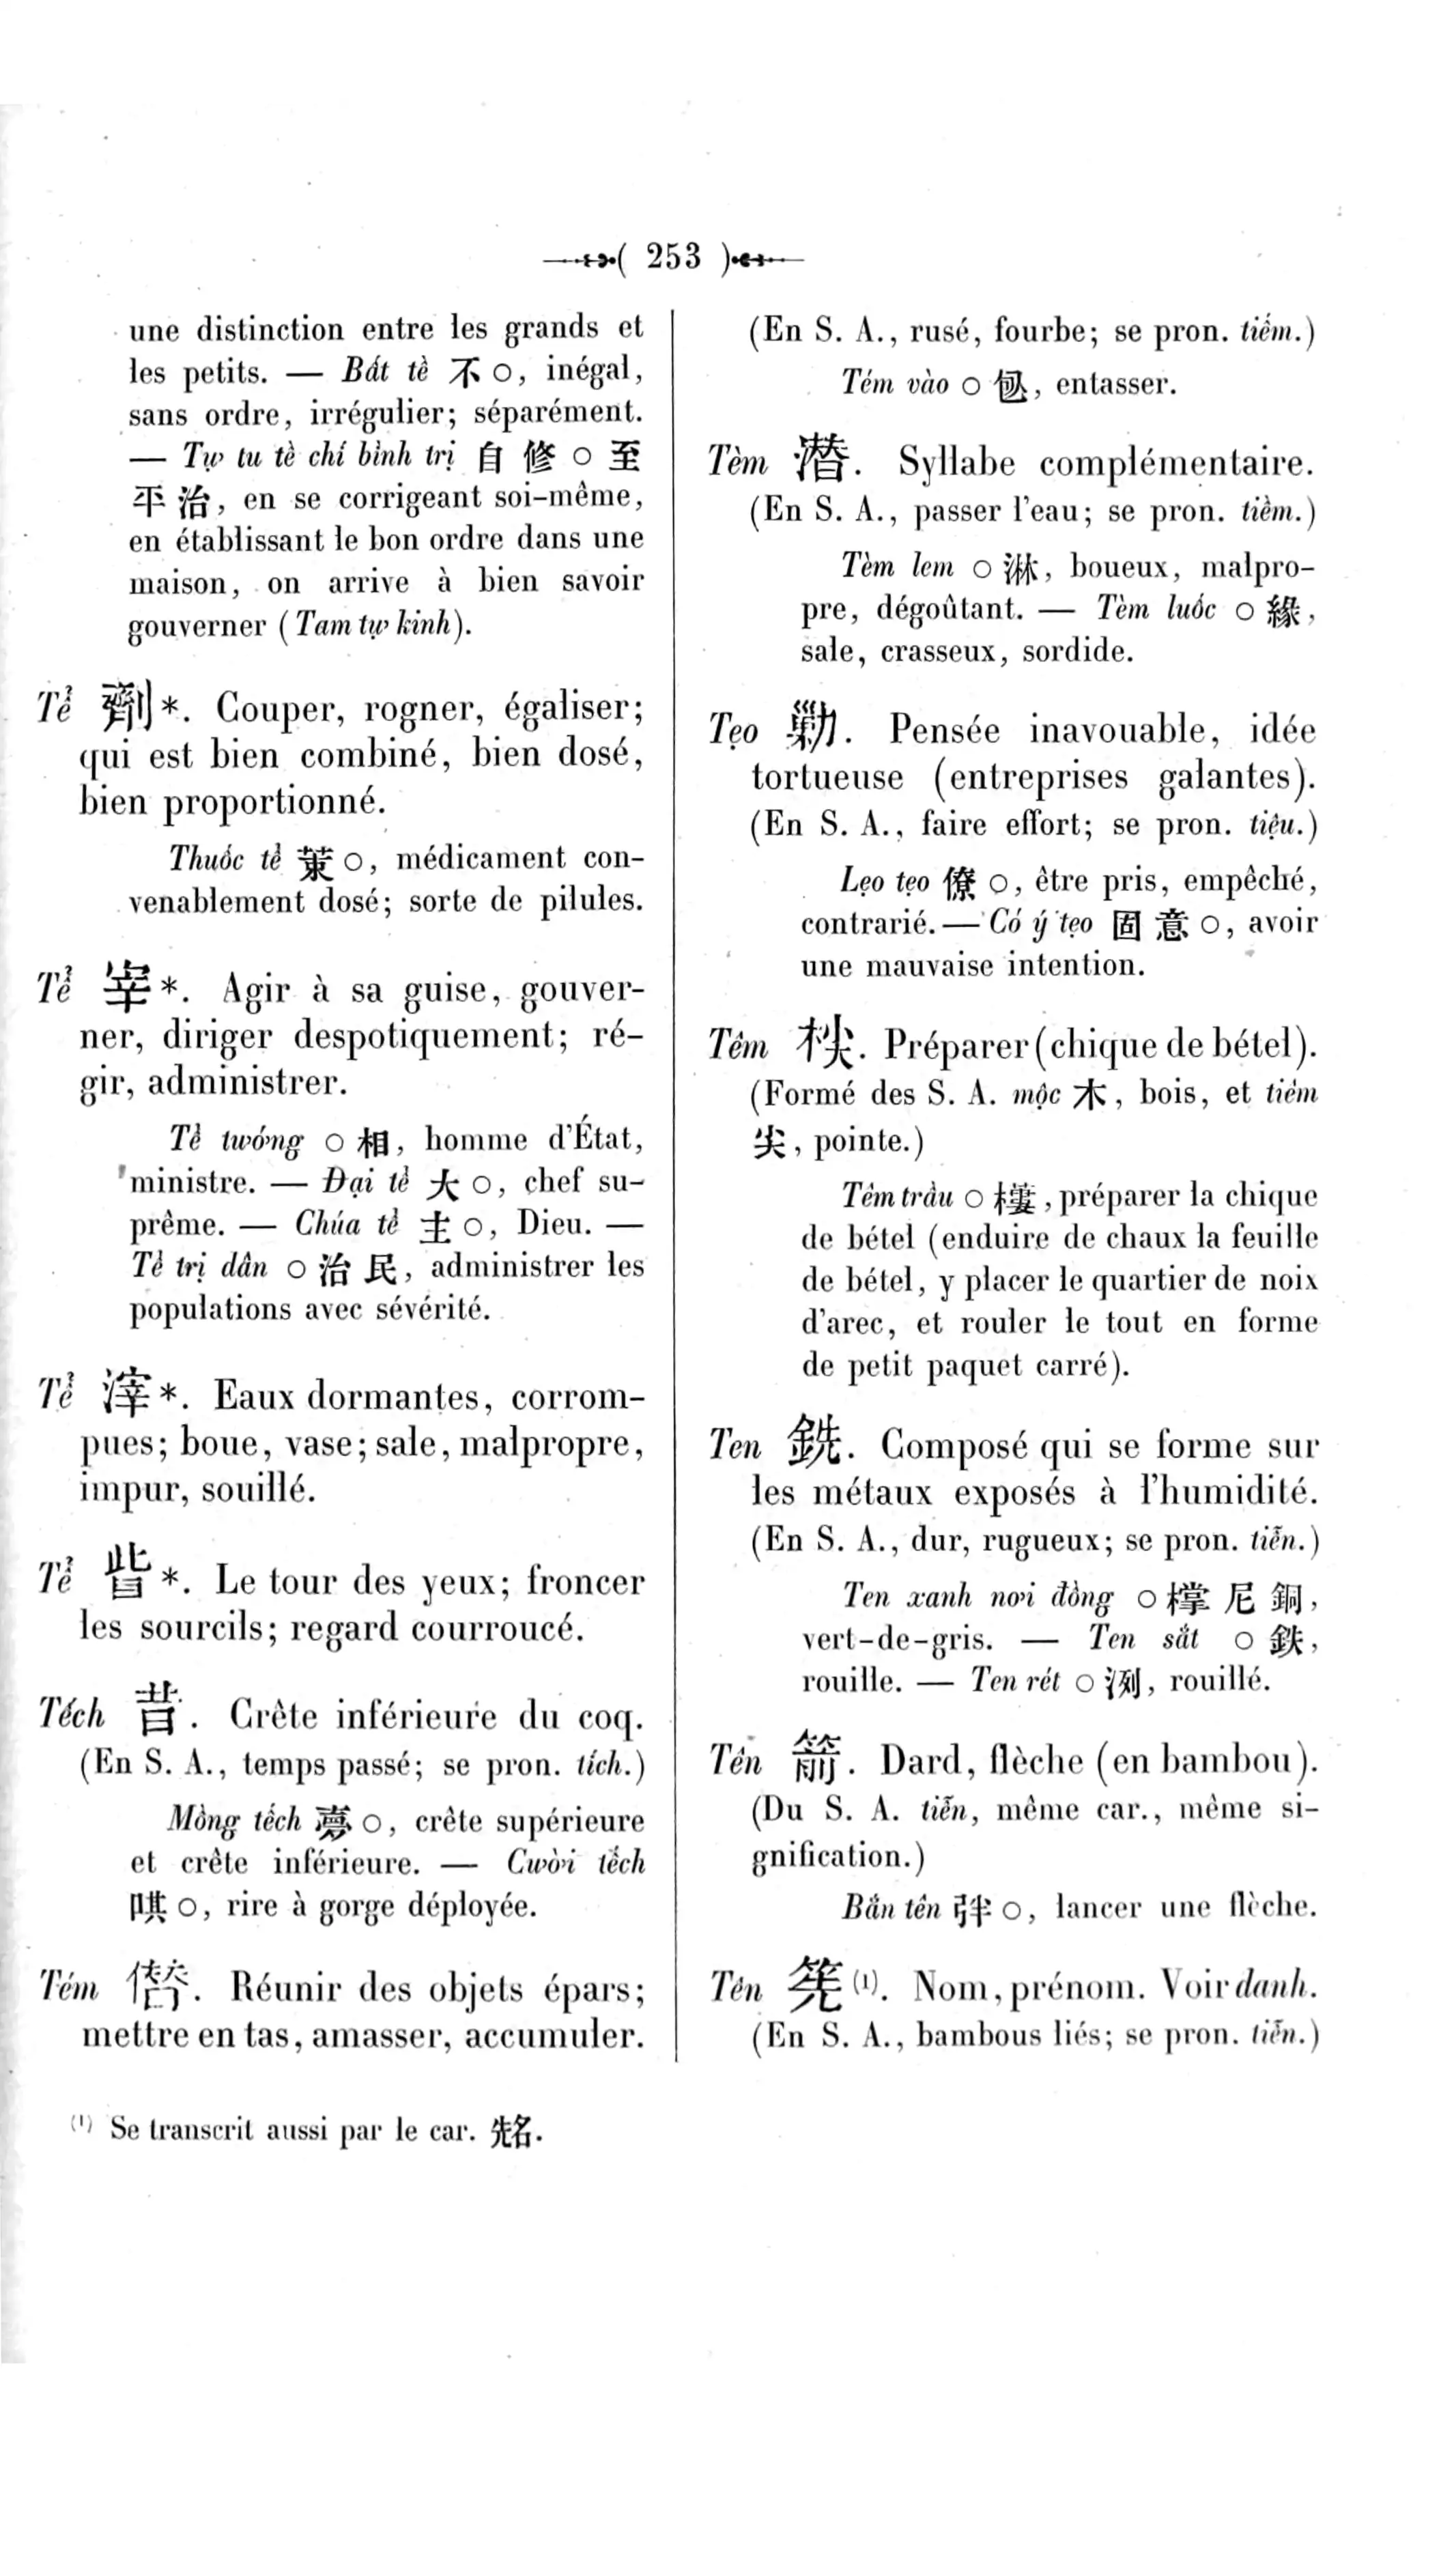 ( 253 )
une distinction entre les grands et
les petits. — Bất tề 不 ○, inégal,
sans ordre, irrégulier; séparément.
— Tự tu tề chí bình trị 自 修 ○ 至
平 治, en se corrigeant soi-même,
en établissant le bon ordre dans une
maison, on arrive à bien savoir
gouverner (Tam tự kinh).
Tể 劑*. Couper, rogner, égaliser;
qui est bien combiné, bien dosé,
bien proportionné.
Thuốc tể ○, médicament con-
venablement dosé; sorte de pilules.
Tể 宰*. Agir à sa guise, gouver-
ner, diriger despotiquement; ré-
gir, administrer.
Tể tướng ○ 相, homme d'État,
ministre. — Đại tể 大 ○, chef su-
prême. — Chúa tể 主 ○, Dieu. —
Tể trị dân ○ 治 民, administrer les
populations avec sévérité.
Tể 滓*. Eaux dormantes, corrom-
pues; boue, vase; sale, malpropre,
impur, souillé.
Tể 眥*. Le tour des yeux; froncer
les sourcils; regard courroucé.
Tếch 昔. Crête inférieure du coq.
(En S. A., temps passé; se pron. tích.)
Mồng tếch 夢 ○, crête supérieure
et crête inférieure. — Cười tếch
唭 ○, rire à gorge déployée.
Tém 僭. Réunir des objets épars;
mettre en tas, amasser, accumuler.
(En S. A., rusé, fourbe; se pron. tiếm.)
Tém vào ○, entasser.
Tèm 潛. Syllabe complémentaire.
(En S. A., passer l'eau; se pron. tiềm.)
Tèm lem ○ 淋, boueux, malpro-
pre, dégoûtant. — Tèm luốc ○ 緣,
sale, crasseux, sordide.
Tẹo 勦. Pensée inavouable, idée
tortueuse (entreprises galantes).
(En S. A., faire effort; se pron. tiệu.)
Lẹo tẹo 僚 ○, être pris, empêché,
contrarié. — Có ý tẹo 固 意 ○, avoir
une mauvaise intention.
Têm. Préparer (chique de bétel).
(Formé des S. A. mộc 木, bois, et tiêm
尖, pointe.)
Têm trầu ○, préparer la chique
de bétel (enduire de chaux la feuille
de bétel, y placer le quartier de noix
d'arec, et rouler le tout en forme
de petit paquet carré).
Ten 銑. Composé qui se forme sur
les métaux exposés à l'humidité.
(En S. A., dur, rugueux; se pron. tiển.)
Ten xanh nơi đồng ○ 撑 尼 銅,
vert-de-gris. — Ten sắt ○ 鉄,
rouille. — Ten rét ○ 洌, rouillé.
Tên 箭. Dard, flèche (en bambou).
(Du S. A. tiễn, même car., même si-
gnification.)
Bắn tên ○, lancer une flèche.
Tên 筅 (1). Nom, prénom. Voir danh.
(En S. A., bambous liés; se pron. tiển.)
(1) Se transcrit aussi par le car.